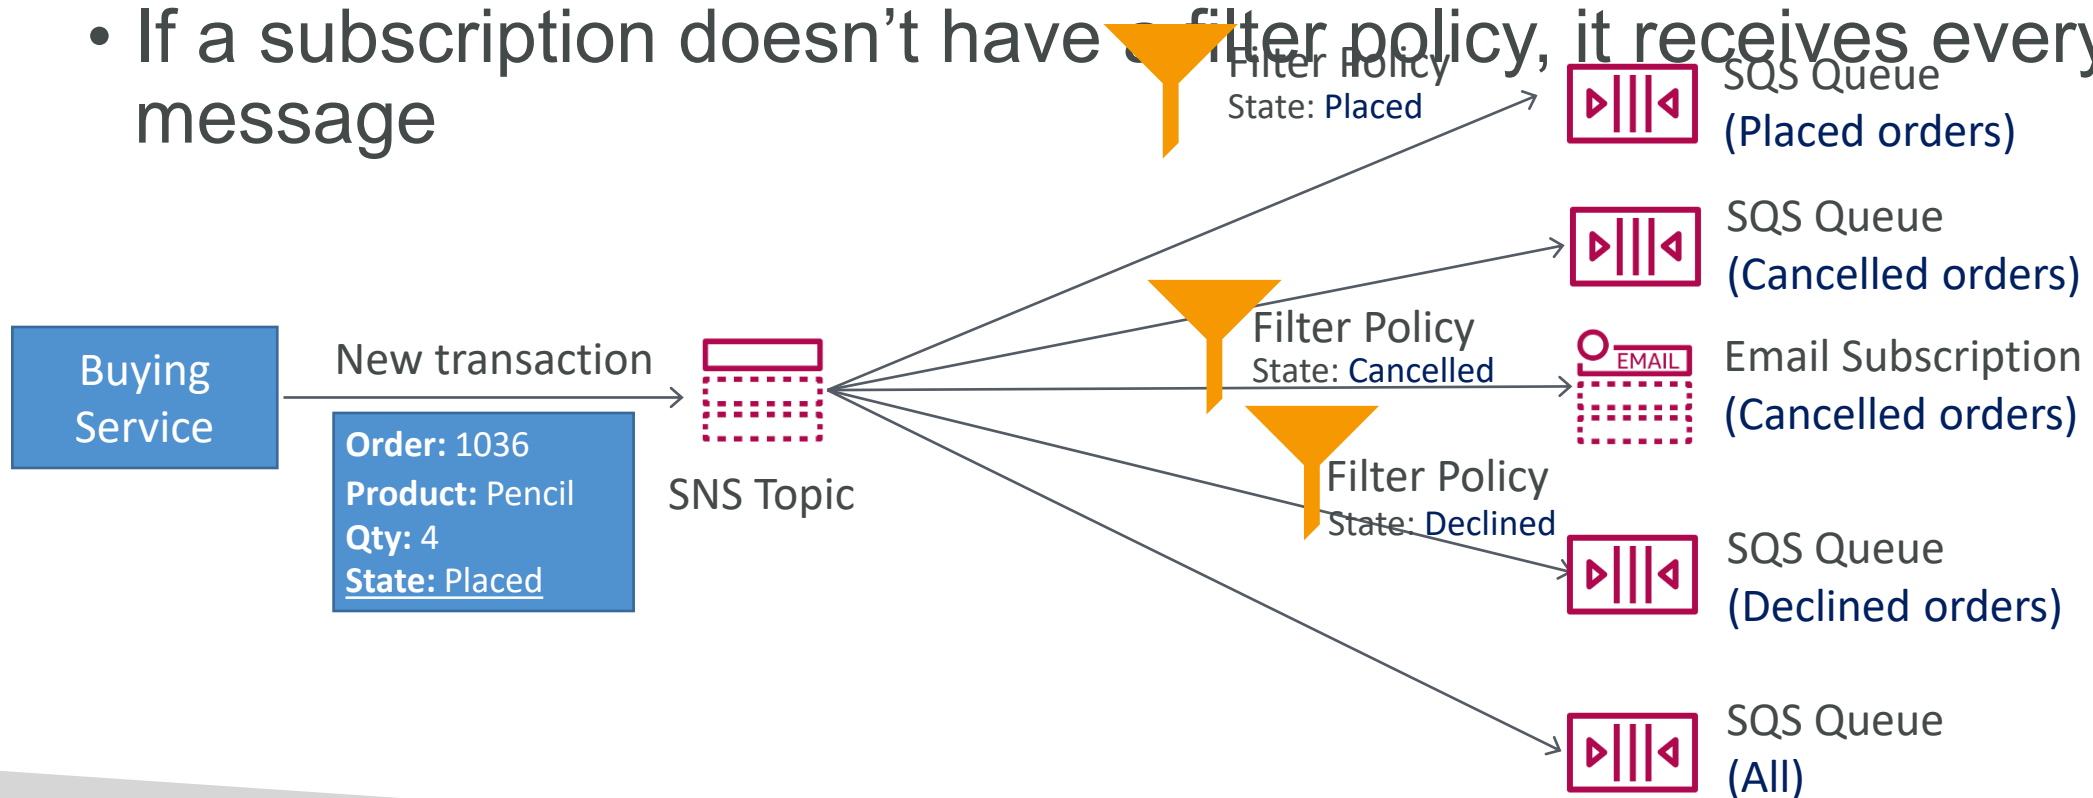 • If a subscription doesn’t have a filter policy, it receives every
message
Filter Policy
State: Placed
SQS Queue
(Placed orders)
SQS Queue
(Cancelled orders)
Filter Policy
State: Cancelled
EMAIL
Email Subscription
(Cancelled orders)
Buying
Service
New transaction
Order: 1036
Product: Pencil
Qty: 4
State: Placed
SNS Topic
Filter Policy
State: Declined
SQS Queue
(Declined orders)
SQS Queue
(All)